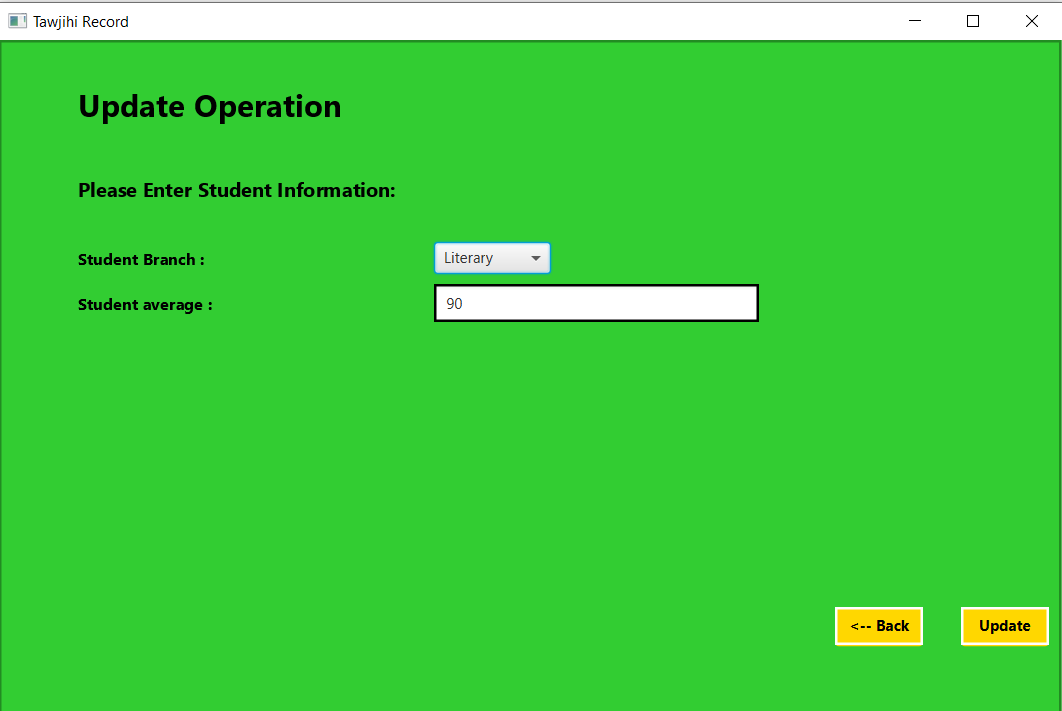 Tawjihi Record
Update Operation
Please Enter Student Information:
Student Branch : Literary
Student average : 90
<-- Back Update